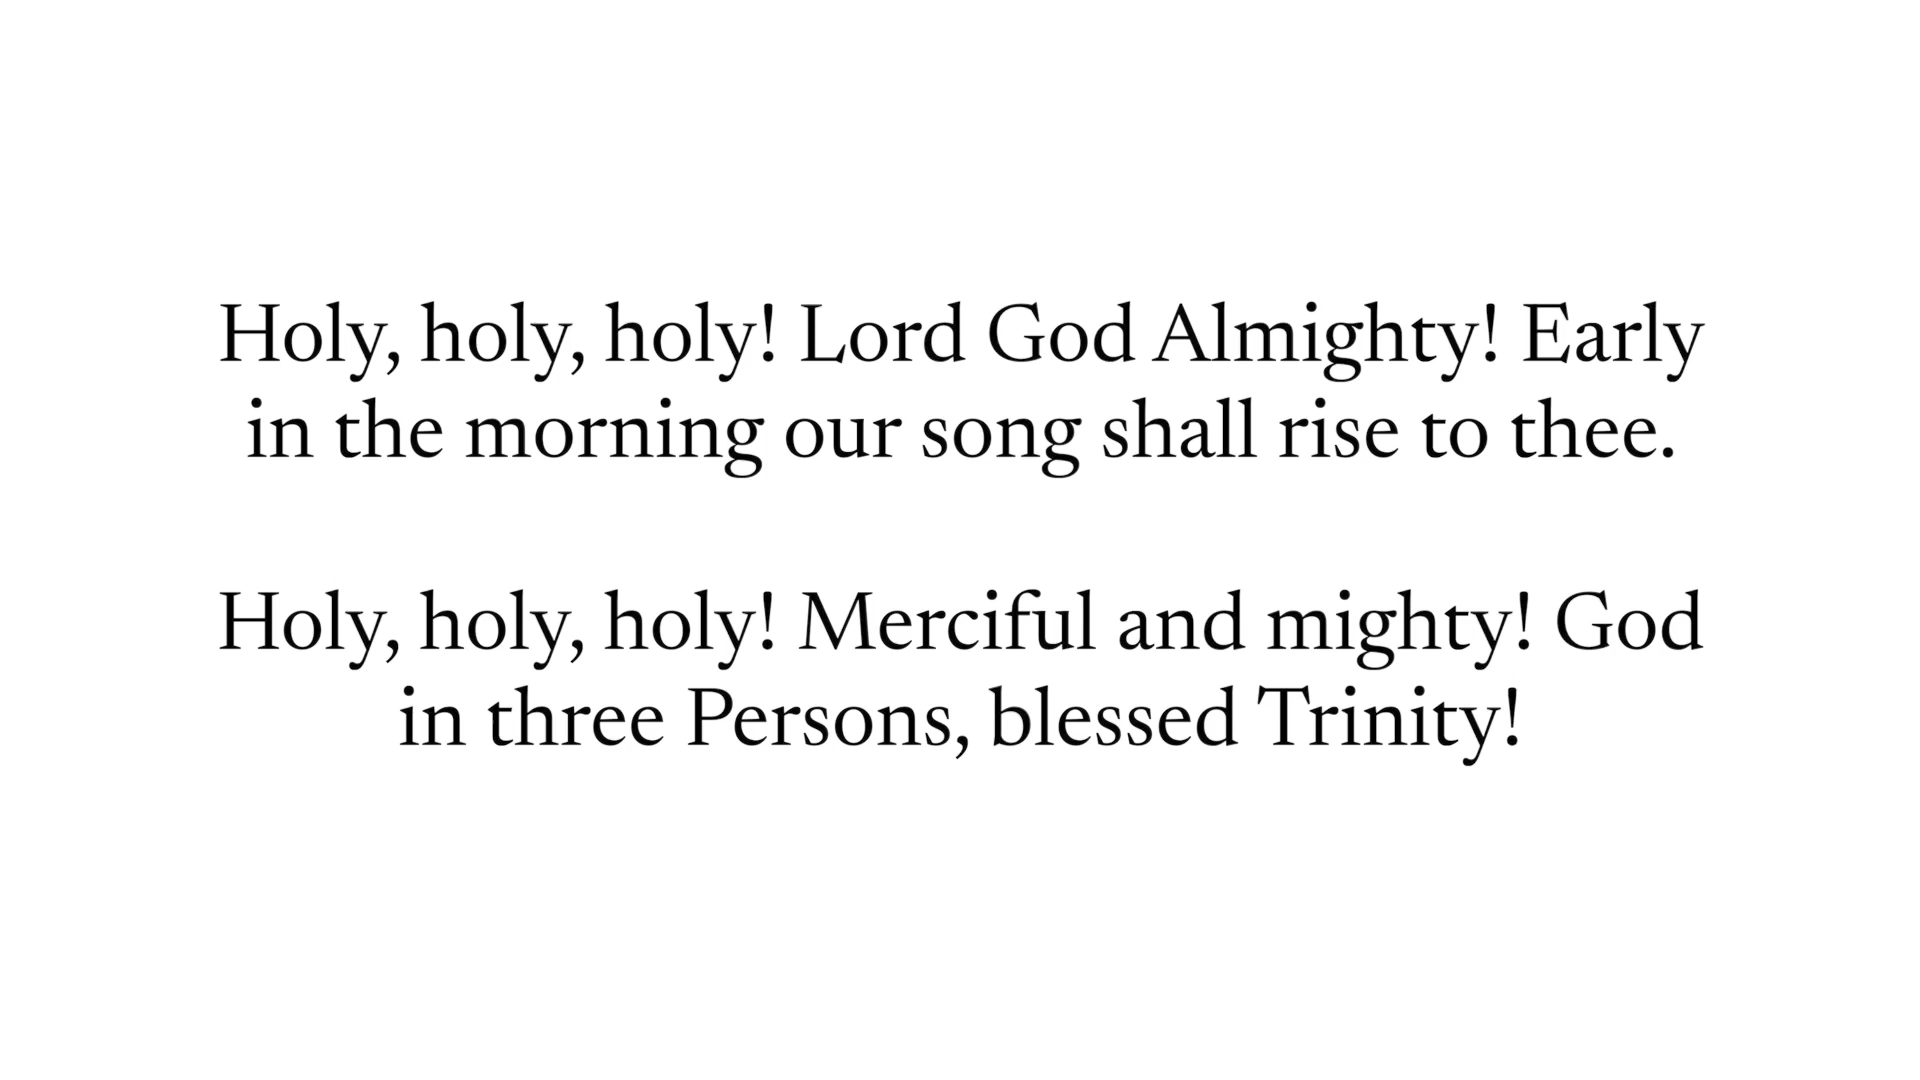 Holy, holy, holy! Lord God Almighty! Early
in the morning our song shall rise to thee.
Holy, holy, holy! Merciful and mighty! God
in three Persons, blessed Trinity!